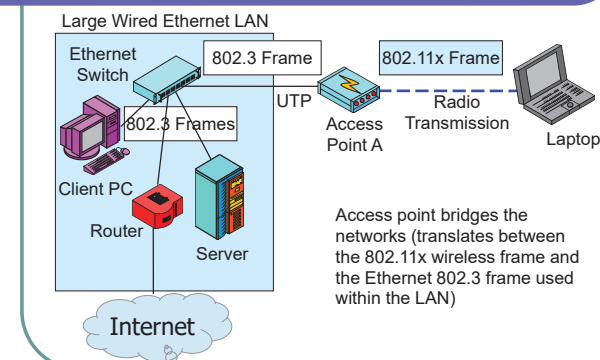 Large Wired Ethernet LAN
Ethernet
Switch
802.3 Frame
802.11x Frame
UTP
Radio
Transmission
802.3 Frames
Access
Point A
Laptop
Client PC
Router
Server
Access point bridges the
networks (translates between
the 802.11x wireless frame and
the Ethernet 802.3 frame used
within the LAN)
Internet